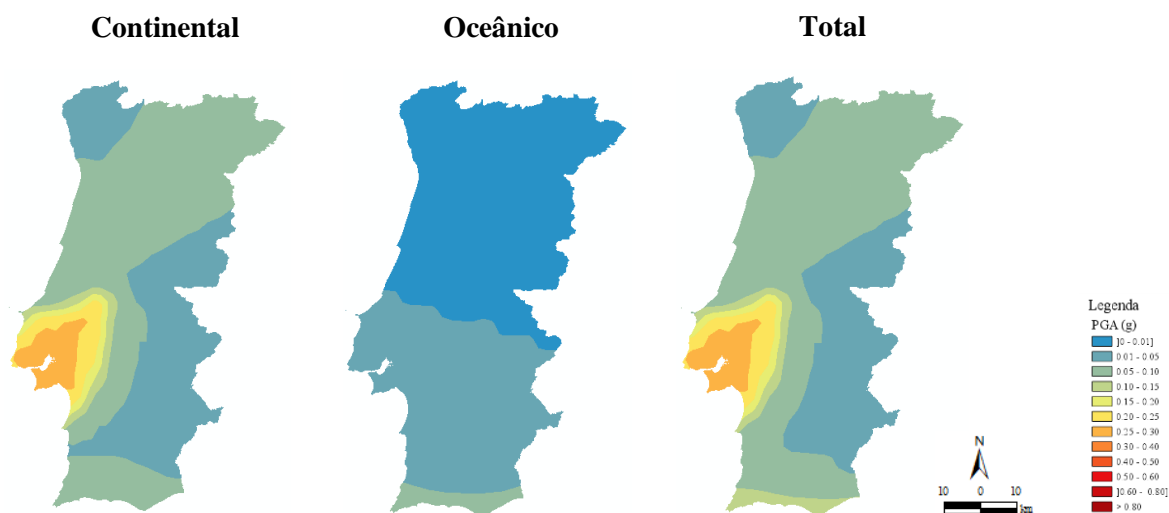 Continental
Oceânico
Total
Legenda
PGA (g)
]0 - 0.01]
0.01 - 0.05
0.05 - 0.10
0.10 - 0.15
0.15 - 0.20
0.20 - 0.25
0.25 - 0.30
0.30 - 0.40
0.40 - 0.50
0.50 - 0.60
]0.60 - 0.80]
> 0.80
N
10 0 10
km